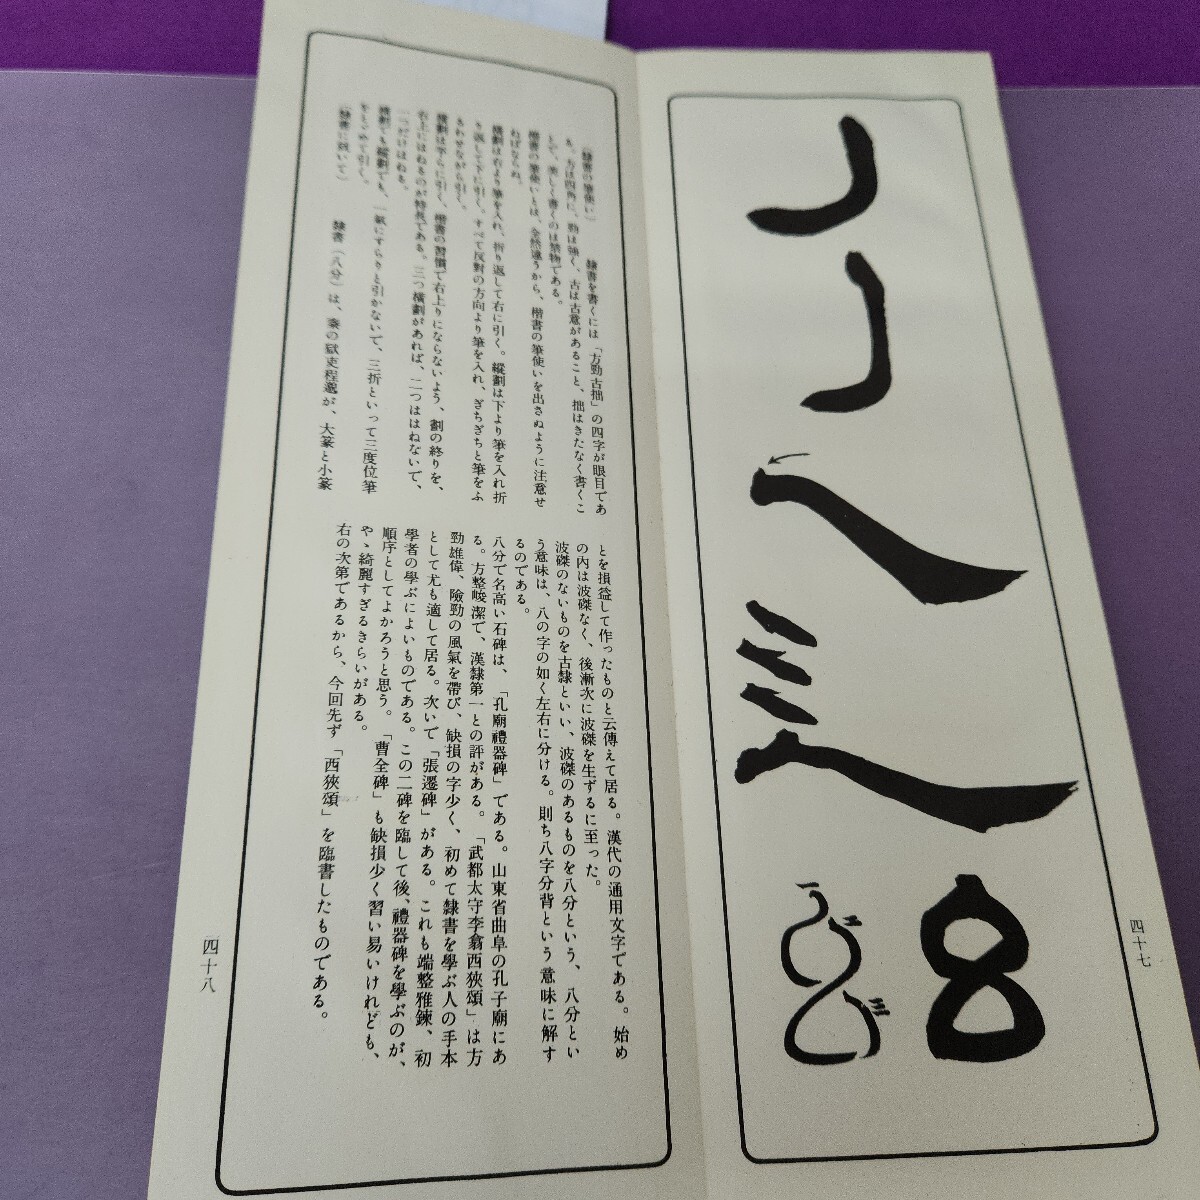 四十七
(隷書の筆使い) 隷書を書くには「方勁古拙」の四字が眼目であ
る。方は四角に、勁は強く、古は古意があること、拙はきたなく書くこ
とで、美しく書くのは禁物である。
楷書の筆使いとは、全然違うから、楷書の筆使いを出さぬように注意せ
ねばならぬ。
横劃は右より筆を入れ、折り返して右に引く。縱劃は下より筆を入れ折
り返して下に引く。すべて反對の方向より筆を入れ、ぎちぎちと筆をふ
るわせながら引く。
橫劃は平らに引く、楷書の習慣で右上りにならないよう、劃の終りを、
右上にはねるのが特長である。三つ橫劃があれば、二つははねないで、
一つだけはねる。
橫劃でも縱劃でも、一氣にすらりと引かないで、三折といって三度位筆
をとどめて引く。
(隷書に就いて) 隷書(八分)は、秦の獄吏程邈が、大篆と小篆
とを損益して作ったものと云傳えて居る。漢代の通用文字である。始め
の內は波磔なく、後漸次に波磔を生ずるに至った。
波磔のないものを古隸といい、波磔のあるものを八分という、八分とい
う意味は、八の字の如く左右に分ける。則ち八字分背という意味に解す
るのである。
八分で名高い石碑は、「孔廟禮器碑」である。山東省曲阜の孔子廟にあ
る。方整峻潔で、漢隸第一との評がある。「武都太守李翕西狹頌」は方
勁雄偉、險勁の風氣を帶び、缺損の字少く、初めて隸書を學ぶ人の手本
として尤も適して居る。次いで「張遷碑」がある。これも端整雅鍊、初
學者の學ぶによいものである。この二碑を臨して後、禮器碑を學ぶのが、
順序としてよかろうと思う。「曹全碑」も缺損少く習い易いけれども、
やゝ綺麗すぎるきらいがある。
右の次第であるから、今回先ず「西狹頌」を臨書したものである。
四十八